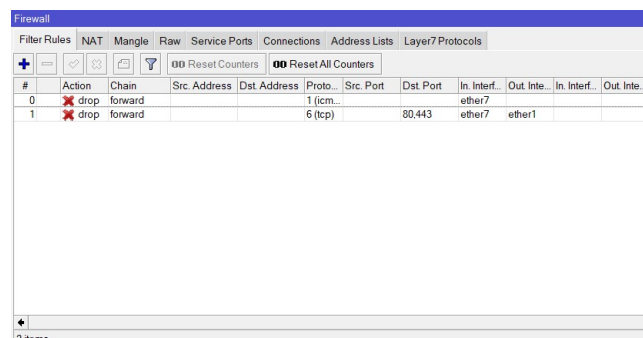 Firewall
Filter Rules NAT Mangle Raw Service Ports Connections Address Lists Layer7 Protocols
00 Reset Counters 00 Reset All Counters
# Action Chain Src. Address Dst. Address Proto... Src. Port Dst. Port In. Interf... Out. Inte... In. Interf... Out. Inte...
0 drop forward 1 (icm... ether7
1 drop forward 6 (tcp) 80,443 ether7 ether1
items